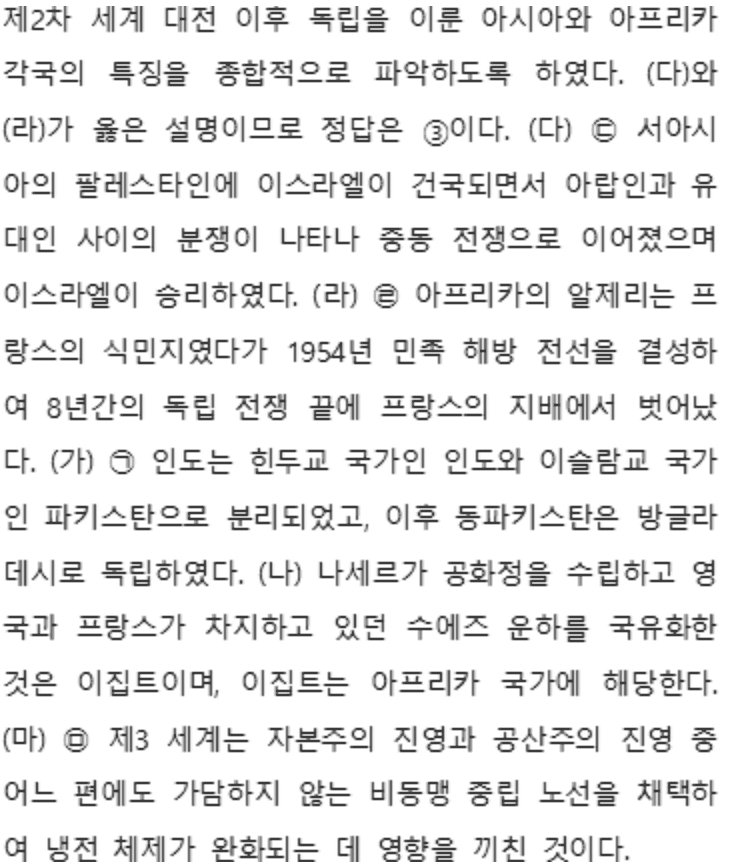 제2차 세계 대전 이후 독립을 이룬 아시아와 아프리카
각국의 특징을 종합적으로 파악하도록 하였다. (다)와
(라)가 옳은 설명이므로 정답은 ③이다. (다) ㉢ 서아시
아의 팔레스타인에 이스라엘이 건국되면서 아랍인과 유
대인 사이의 분쟁이 나타나 중동 전쟁으로 이어졌으며
이스라엘이 승리하였다. (라) ㉣ 아프리카의 알제리는 프
랑스의 식민지였다가 1954년 민족 해방 전선을 결성하
여 8년간의 독립 전쟁 끝에 프랑스의 지배에서 벗어났
다. (가) ㉠ 인도는 힌두교 국가인 인도와 이슬람교 국가
인 파키스탄으로 분리되었고, 이후 동파키스탄은 방글라
데시로 독립하였다. (나) 나세르가 공화정을 수립하고 영
국과 프랑스가 차지하고 있던 수에즈 운하를 국유화한
것은 이집트이며, 이집트는 아프리카 국가에 해당한다.
(마) ㉤ 제3 세계는 자본주의 진영과 공산주의 진영 중
어느 편에도 가담하지 않는 비동맹 중립 노선을 채택하
여 냉전 체제가 완화되는 데 영향을 끼친 것이다.